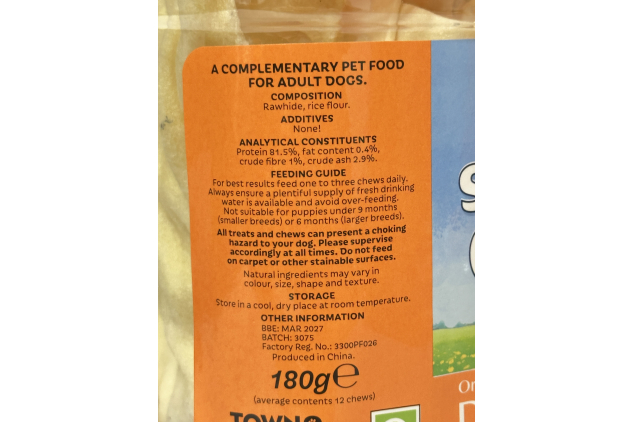 A COMPLEMENTARY PET FOOD
FOR ADULT DOGS.
COMPOSITION
Rawhide, rice flour.
ADDITIVES
None!
ANALYTICAL CONSTITUENTS
Protein 81.5%, fat content 0.4%,
crude fibre 1%, crude ash 2.9%.
FEEDING GUIDE
For best results feed one to three chews daily.
Always ensure a plentiful supply of fresh drinking
water is available and avoid over-feeding.
Not suitable for puppies under 9 months
(smaller breeds) or 6 months (larger breeds).
All treats and chews can present a choking
hazard to your dog. Please supervise
accordingly at all times. Do not feed
on carpet or other stainable surfaces.
Natural ingredients may vary in
colour, size, shape and texture.
STORAGE
Store in a cool, dry place at room temperature.
OTHER INFORMATION
BBE: MAR 2027
BATCH: 3075
Factory Reg. No.: 3300PF026
Produced in China.
180g℮
(average contents 12 chews)